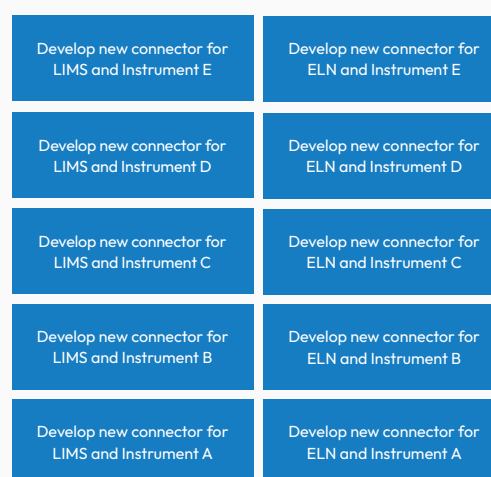 Develop new connector for
LIMS and Instrument E
Develop new connector for
ELN and Instrument E
Develop new connector for
LIMS and Instrument D
Develop new connector for
ELN and Instrument D
Develop new connector for
LIMS and Instrument C
Develop new connector for
ELN and Instrument C
Develop new connector for
LIMS and Instrument B
Develop new connector for
ELN and Instrument B
Develop new connector for
LIMS and Instrument A
Develop new connector for
ELN and Instrument A